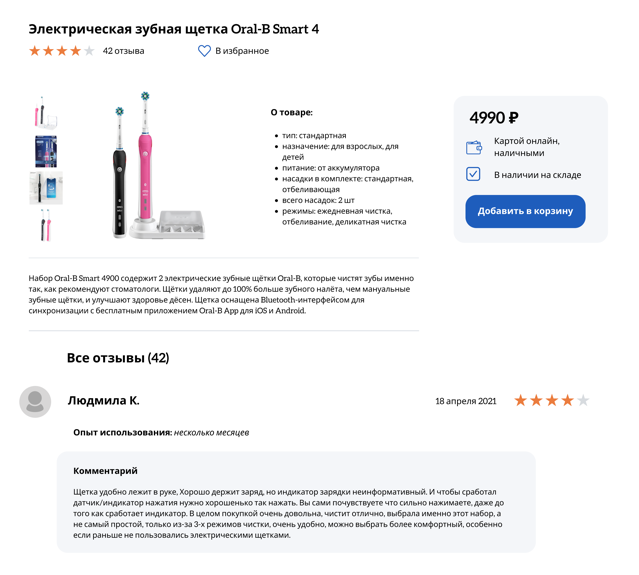 Электрическая зубная щетка Oral-B Smart 4
42 отзыва
В избранное
О товаре:
тип: стандартная
назначение: для взрослых, для
детей
питание: от аккумулятора
насадки в комплекте: стандартная,
отбеливающая
всего насадок: 2 шт
режимы: ежедневная чистка,
отбеливание, деликатная чистка
4990 ₽
Картой онлайн,
наличными
В наличии на складе
Добавить в корзину
Набор Oral-B Smart 4900 содержит 2 электрические зубные щётки Oral-B, которые чистят зубы именно
так, как рекомендуют стоматологи. Щётки удаляют до 100% больше зубного налёта, чем мануальные
зубные щётки, и улучшают здоровье дёсен. Щетка оснащена Bluetooth-интерфейсом для
синхронизации с бесплатным приложением Oral-B App для iOS и Android.
Все отзывы (42)
Людмила К.
18 апреля 2021
Опыт использования: несколько месяцев
Комментарий
Щетка удобно лежит в руке, Хорошо держит заряд, но индикатор зарядки неинформативный. И чтобы сработал
датчик/индикатор нажатия нужно хорошенько так нажать. Вы сами почувствуете что сильно нажимаете, даже до
того как сработает индикатор. В целом покупкой очень довольна, чистит отлично, выбрала именно этот набор, а
не самый простой, только из-за 3-х режимов чистки, очень удобно, можно выбрать более комфортный, особенно
если раньше не пользовались электрическими щетками.